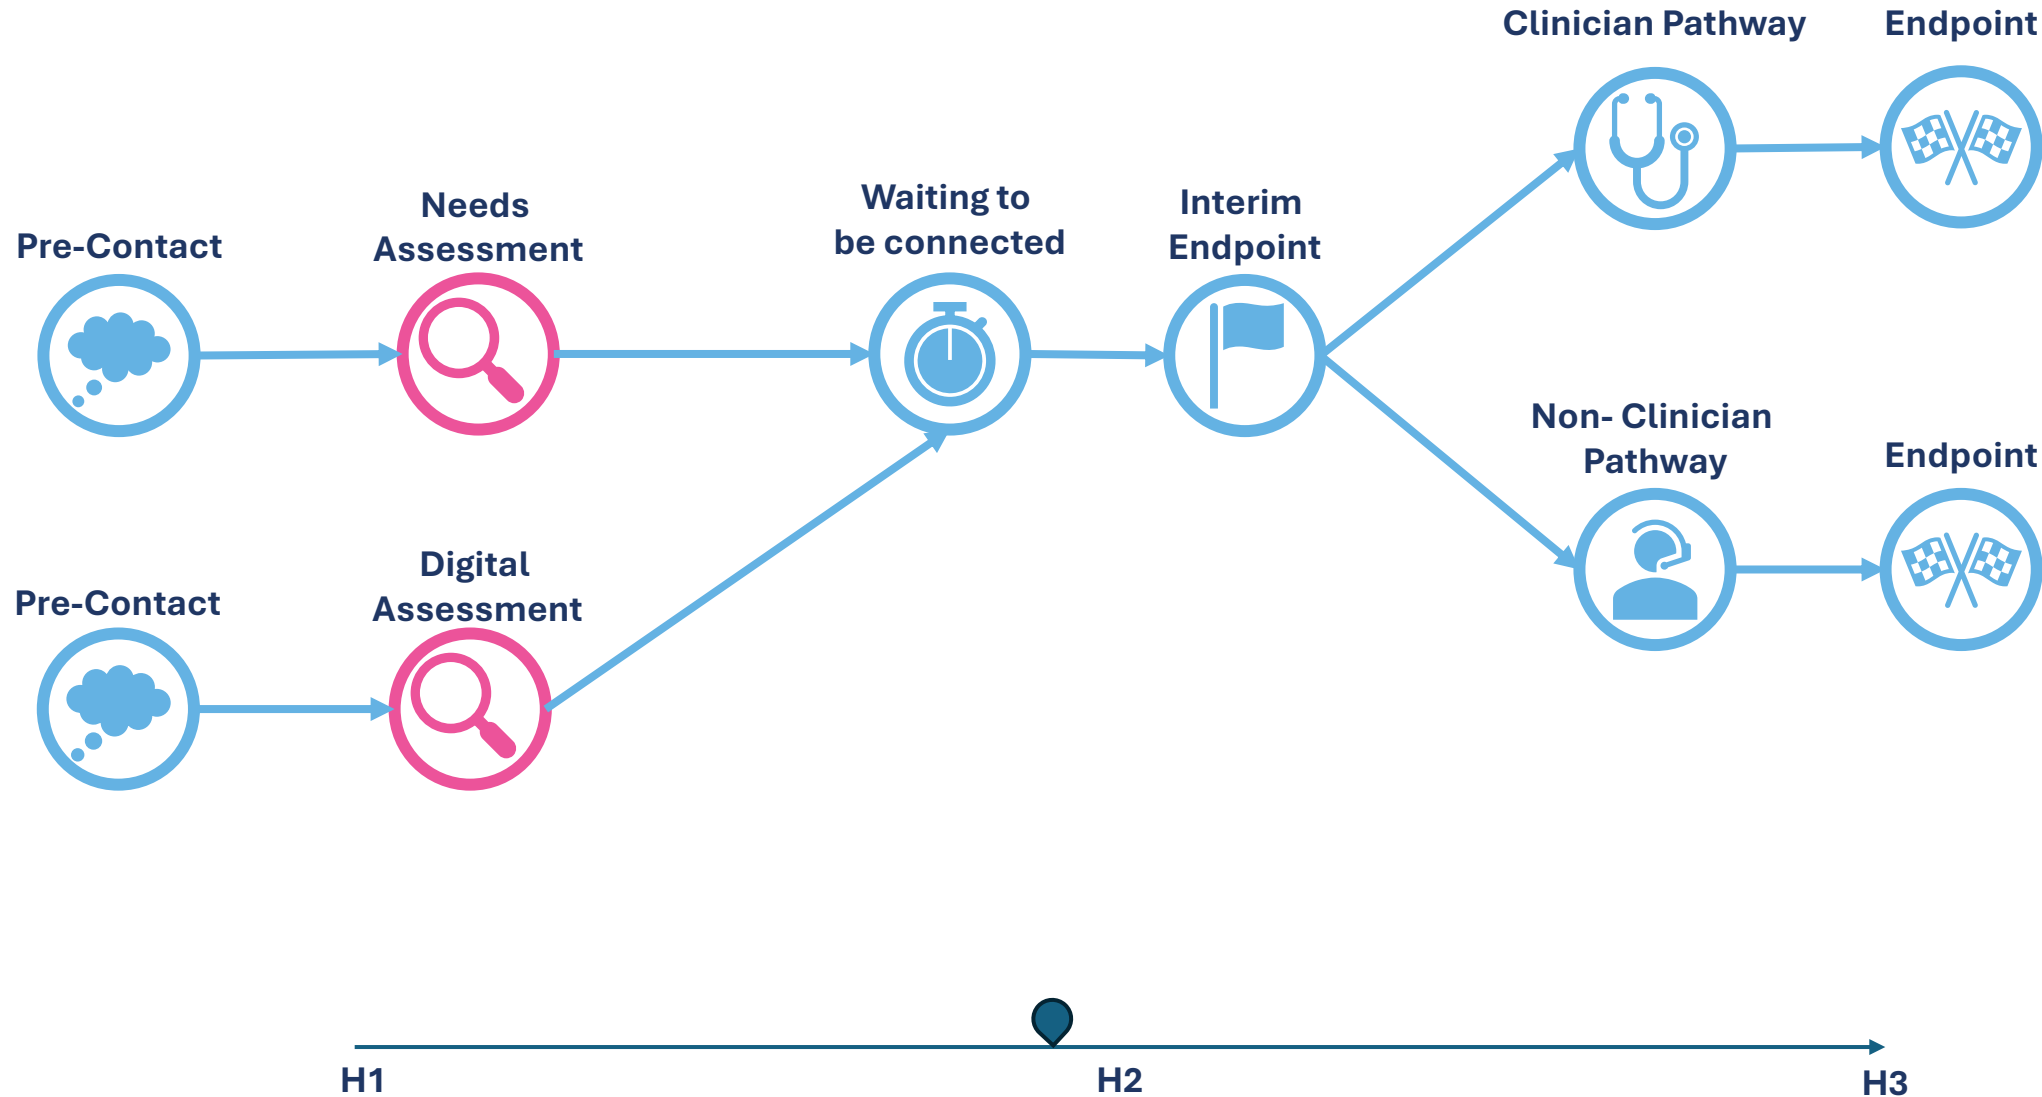 Clinician Pathway
Endpoint
Needs
Assessment
Pre-Contact
Waiting to
be connected
Interim
Endpoint
Non- Clinician
Pathway
Endpoint
Digital
Assessment
Pre-Contact
H1
H2
H3